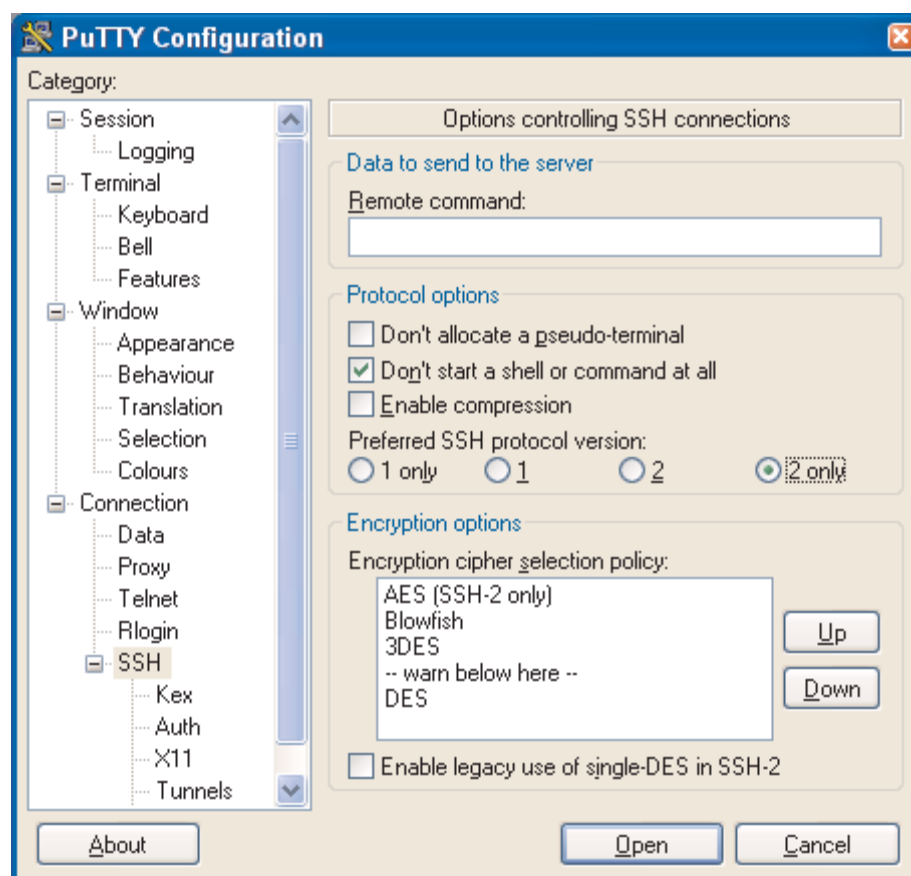 PuTTY Configuration
Category:
Session
Logging
Terminal
Keyboard
Bell
Features
Window
Appearance
Behaviour
Translation
Selection
Colours
Connection
Data
Proxy
Telnet
Rlogin
SSH
Kex
Auth
X11
Tunnels
Options controlling SSH connections
Data to send to the server
Remote command:
Protocol options
Don't allocate a pseudo-terminal
Don't start a shell or command at all
Enable compression
Preferred SSH protocol version:
1 only 1 2 2 only
Encryption options
Encryption cipher selection policy:
AES (SSH-2 only)
Blowfish
3DES
-- warn below here --
DES
Up
Down
Enable legacy use of single-DES in SSH-2
About Open Cancel